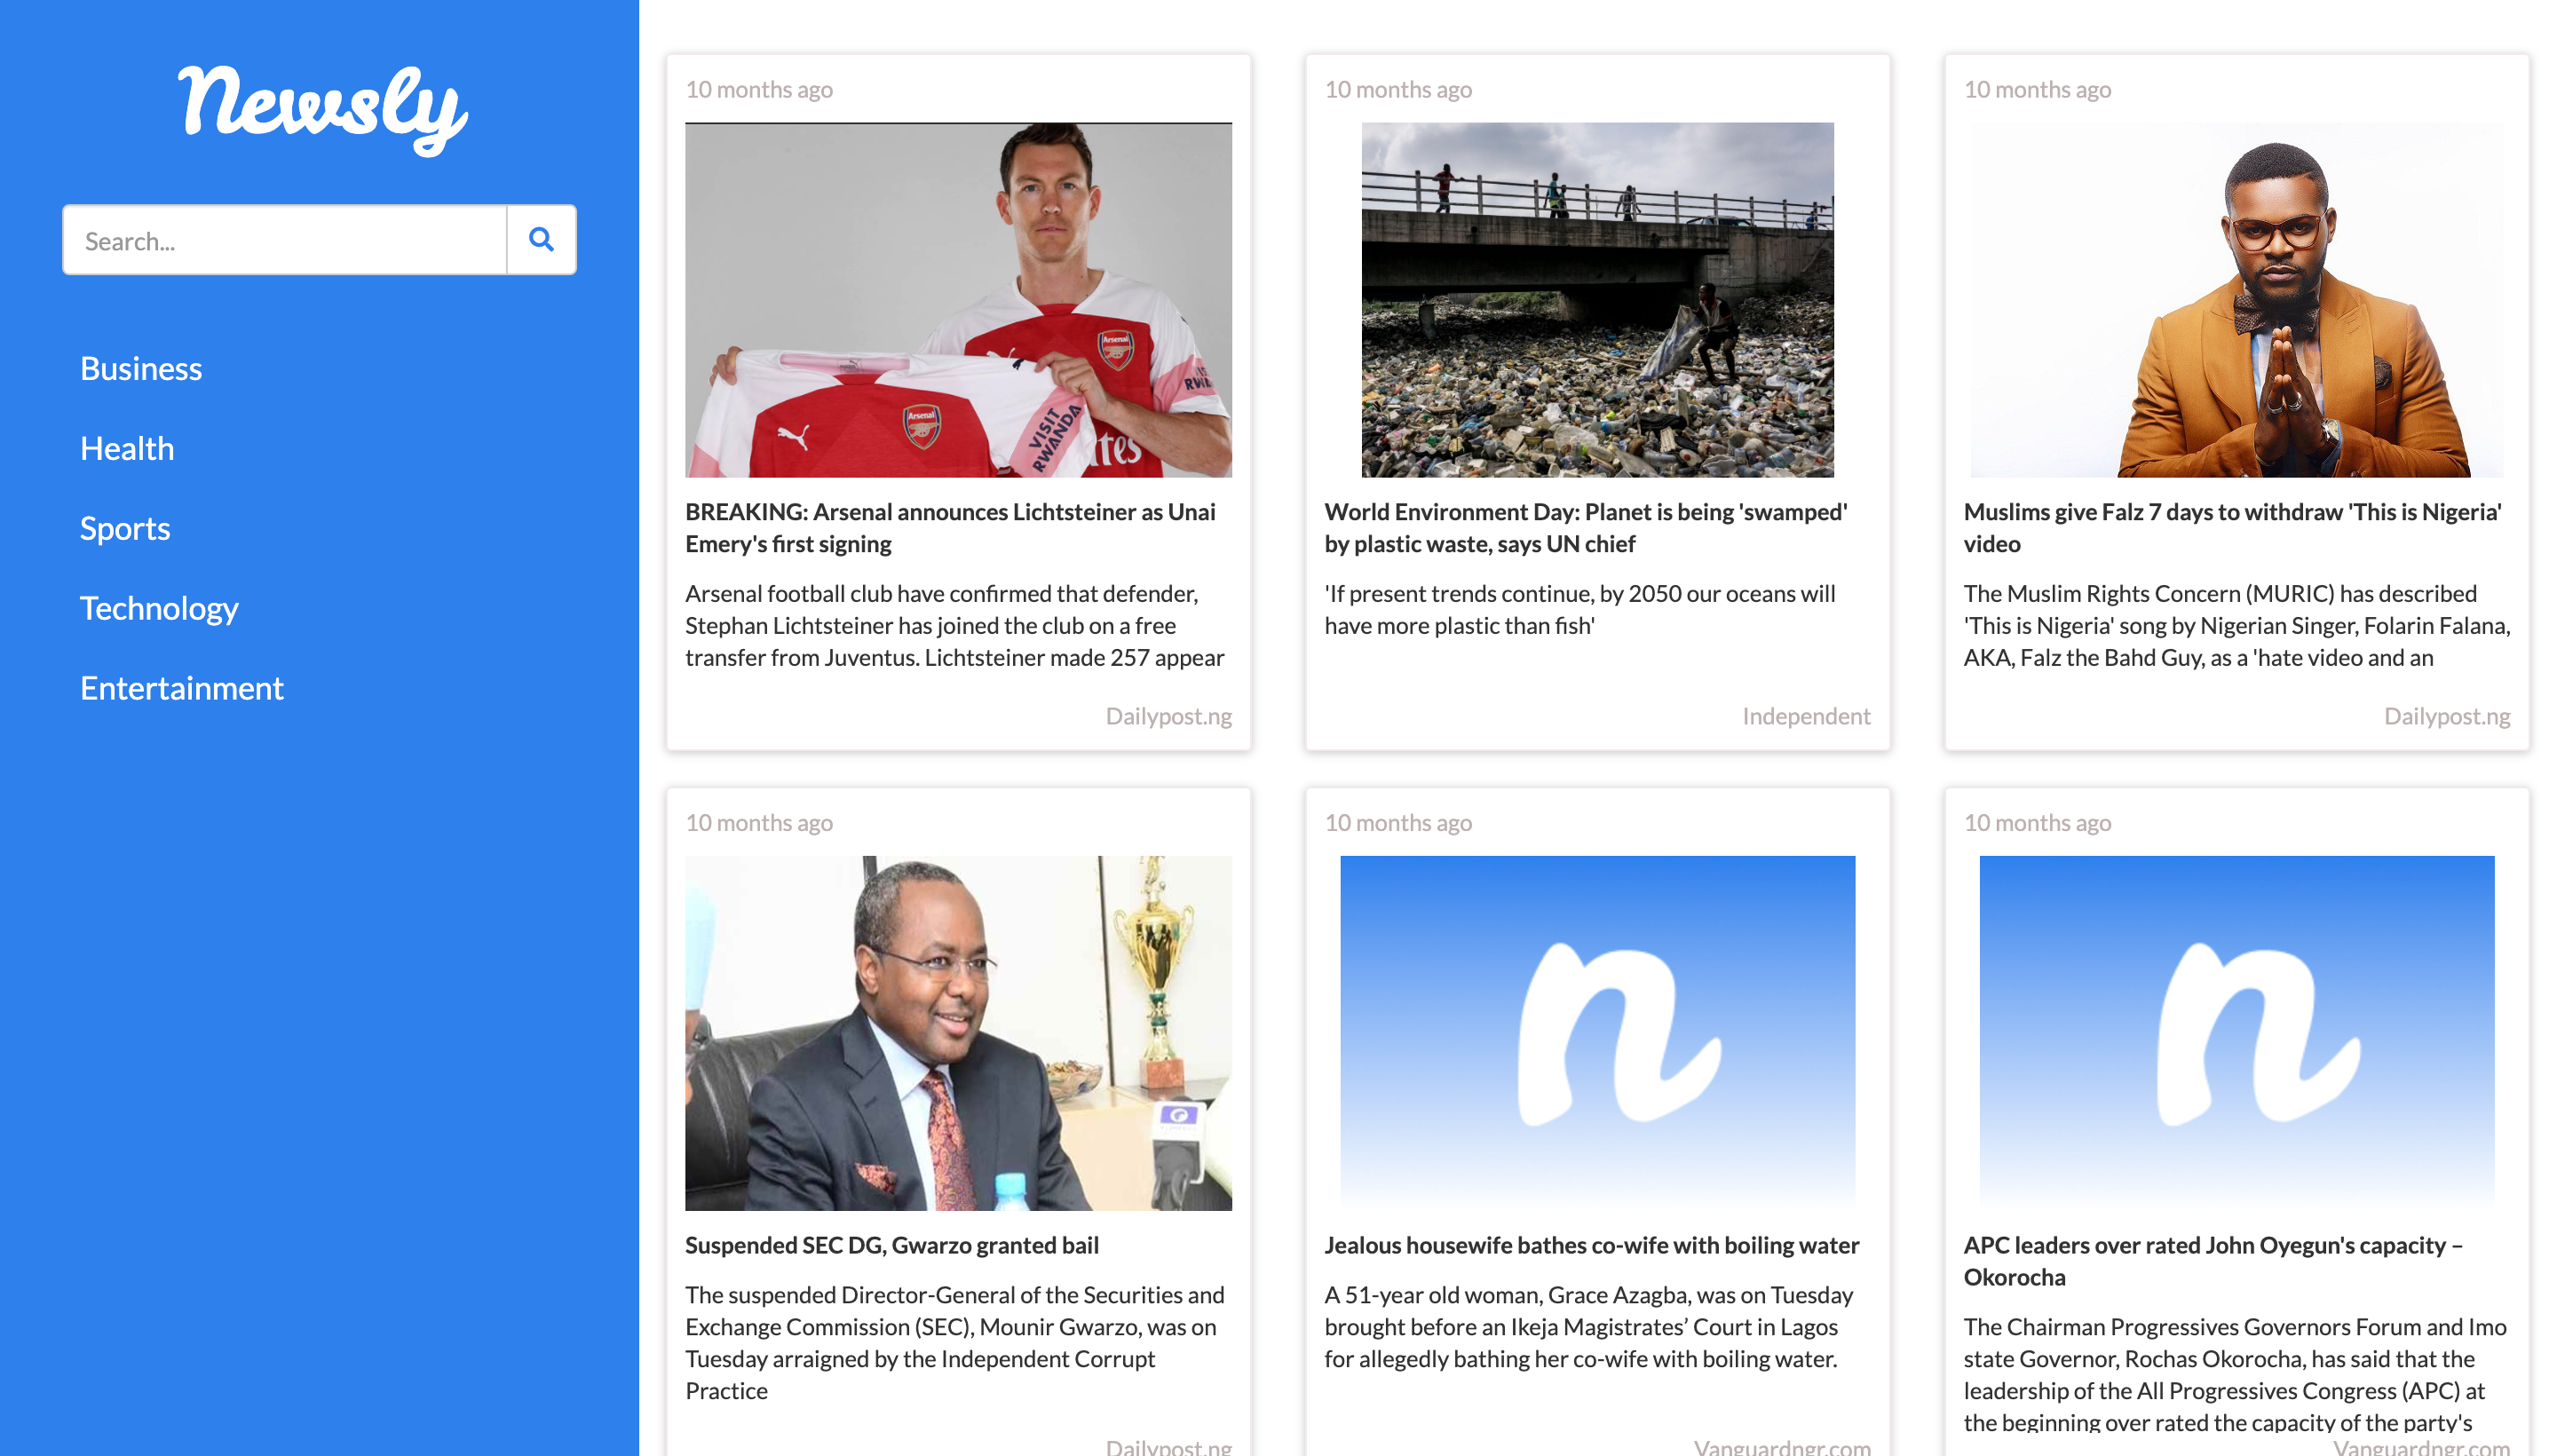 Newsly
Search...
Business
Health
Sports
Technology
Entertainment
10 months ago
Arsenal
Arsenal
VISIT
RWANDA
BREAKING: Arsenal announces Lichtsteiner as Unai
Emery's first signing
Arsenal football club have confirmed that defender,
Stephan Lichtsteiner has joined the club on a free
transfer from Juventus. Lichtsteiner made 257 appear
Dailypost.ng
10 months ago
World Environment Day: Planet is being 'swamped'
by plastic waste, says UN chief
'If present trends continue, by 2050 our oceans will
have more plastic than fish'
Independent
10 months ago
Muslims give Falz 7 days to withdraw 'This is Nigeria'
video
The Muslim Rights Concern (MURIC) has described
'This is Nigeria' song by Nigerian Singer, Folarin Falana,
AKA, Falz the Bahd Guy, as a 'hate video and an
Dailypost.ng
10 months ago
Suspended SEC DG, Gwarzo granted bail
The suspended Director-General of the Securities and
Exchange Commission (SEC), Mounir Gwarzo, was on
Tuesday arraigned by the Independent Corrupt
Practice
Dailypost.ng
10 months ago
n
Jealous housewife bathes co-wife with boiling water
A 51-year old woman, Grace Azagba, was on Tuesday
brought before an Ikeja Magistrates’ Court in Lagos
for allegedly bathing her co-wife with boiling water.
Vanguardngr.com
10 months ago
n
APC leaders over rated John Oyegun's capacity –
Okorocha
The Chairman Progressives Governors Forum and Imo
state Governor, Rochas Okorocha, has said that the
leadership of the All Progressives Congress (APC) at
the beginning over rated the capacity of the party's
Vanguardngr.com